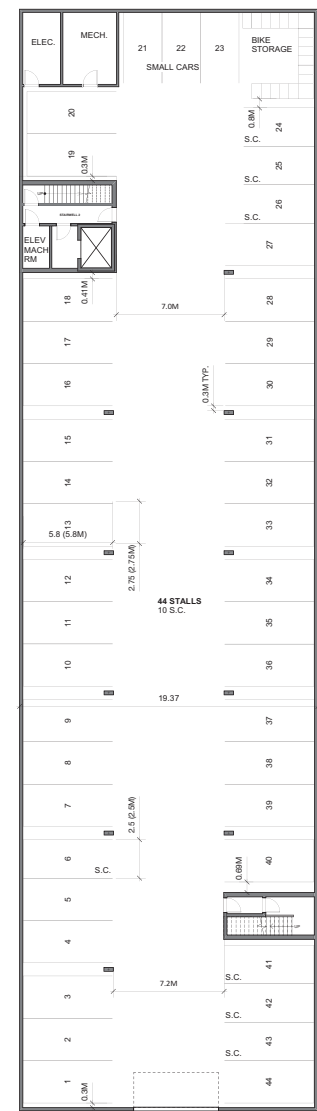 ELEC.
MECH.
21
22
23
SMALL CARS
BIKE
STORAGE
20
19
0.3M
0.8M
24
S.C.
25
S.C.
26
S.C.
27
UP
STAIRWELL 2
ELEV
MACH
RM
18
0.41M
7.0M
28
17
29
16
0.3M TYP.
30
15
31
14
32
13
33
5.8 (5.8M)
2.75 (2.75M)
12
34
44 STALLS
10 S.C.
11
35
10
36
19.37
9
37
8
38
7
39
2.5 (2.5M)
6
S.C.
40
0.69M
5
UP
4
41
S.C.
7.2M
3
42
S.C.
2
43
S.C.
1
0.3M
44